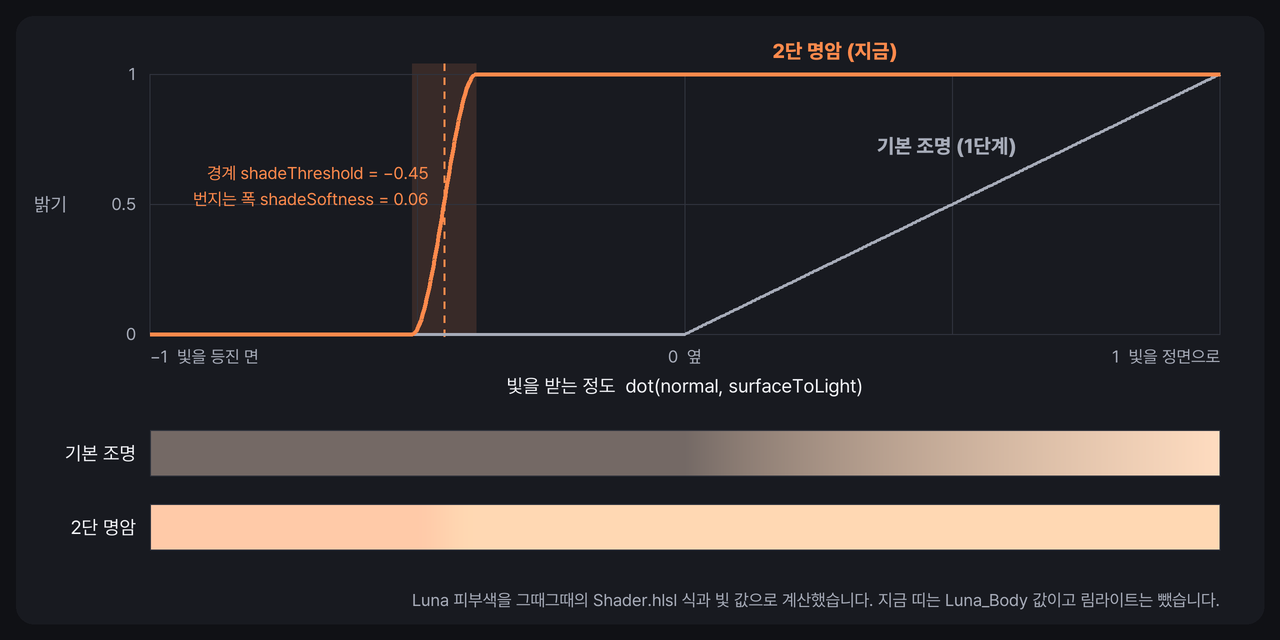 2단 명암 (지금)
1
기본 조명 (1단계)
경계 shadeThreshold = −0.45
번지는 폭 shadeSoftness = 0.06
밝기
0.5
0
−1 빛을 등진 면
0 옆
1 빛을 정면으로
빛을 받는 정도 dot(normal, surfaceToLight)
기본 조명
2단 명암
Luna 피부색을 그때그때의 Shader.hlsl 식과 빛 값으로 계산했습니다. 지금 띠는 Luna_Body 값이고 림라이트는 뺐습니다.